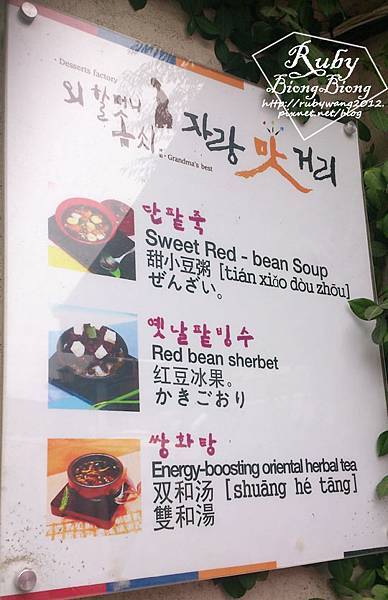 Ruby
BiongBiong
http://rubywang2012.
pixnet.net/blog
Desserts factory
외할머니
솜씨
Grandma's best
자랑 맛 거리
단팥죽
Sweet Red - bean Soup
甜小豆粥 [tián xiǎo dòu zhōu]
ぜんざい。
옛날팥빙수
Red bean sherbet
红豆冰果。
かきごおり
쌍화탕
Energy-boosting oriental herbal tea
双和汤 [shuāng hé tāng]
雙和湯